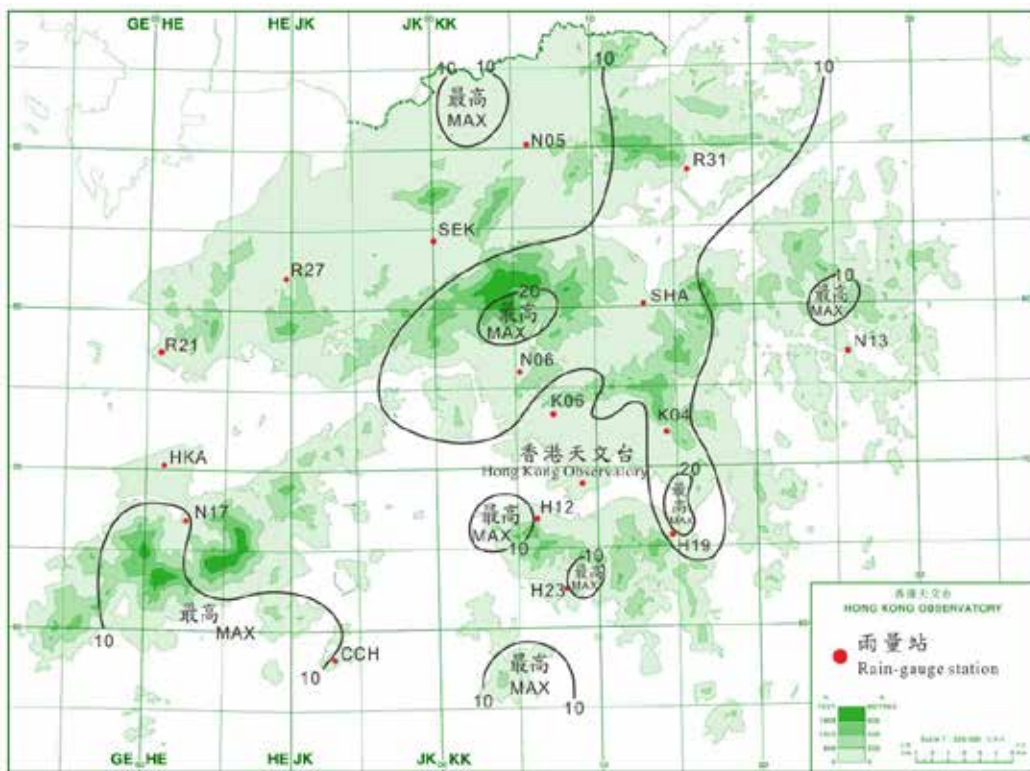 GE HE
HE JK
JK KK
10
10
10
10
最高
MAX
N05
R31
SEK
R27
20
最高
MAX
SHA
10
最高
MAX
R21
N13
N06
K06
K04
HKA
香港天文台
Hong Kong Observatory
20
最高
MAX
N17
最高
MAX
10
H12
H19
10
最高
MAX
H23
最高
MAX
10
CCH
10
最高
MAX
10
10
香港天文台
HONG KONG OBSERVATORY
雨量站
Rain-gauge station
GE HE
HE JK
JK KK